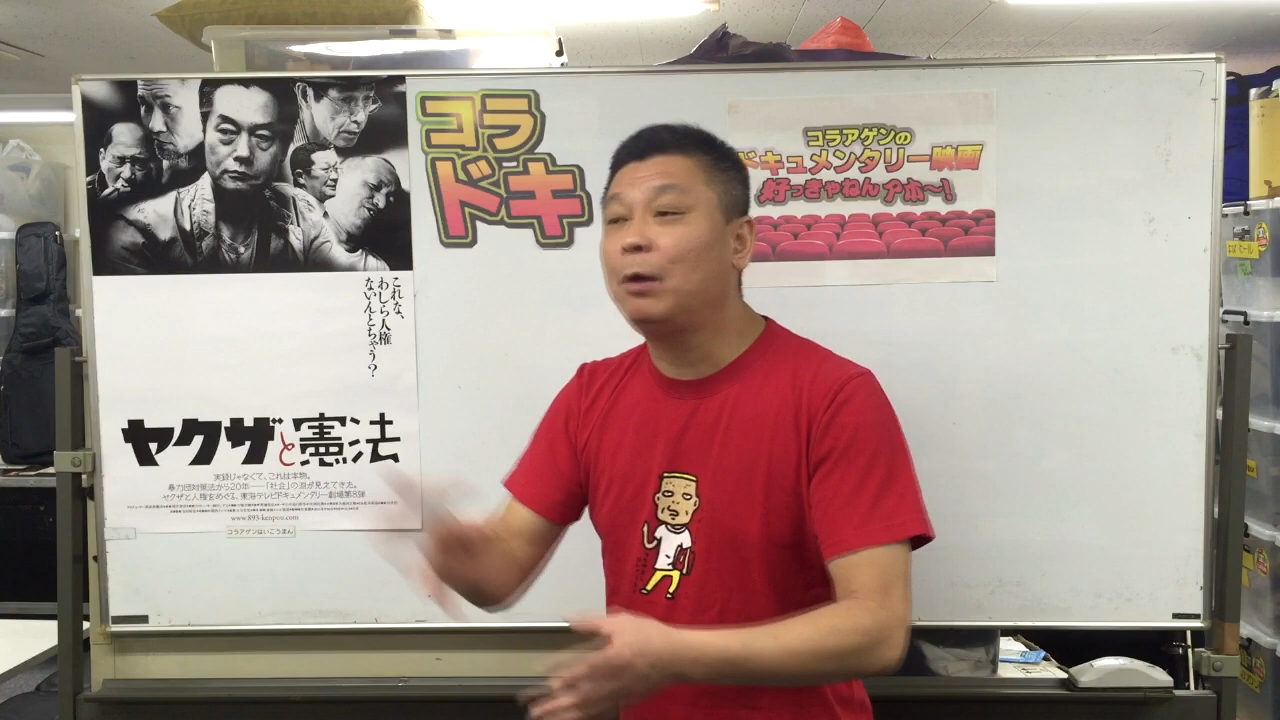 これな、
わしら人権
ないんとちゃう？
ヤクザと憲法
実録じゃなくて、これは本物。
暴力団対策法から20年──「社会」の淵が見えてきた。
ヤクザと人権をめぐる、東海テレビドキュメンタリー劇場第8弾
www.893-kenpou.com
コラアゲンはいごうまん
コラ
ドキ
コラアゲンの
ドキュメンタリー映画
好っきゃねんアホ〜！